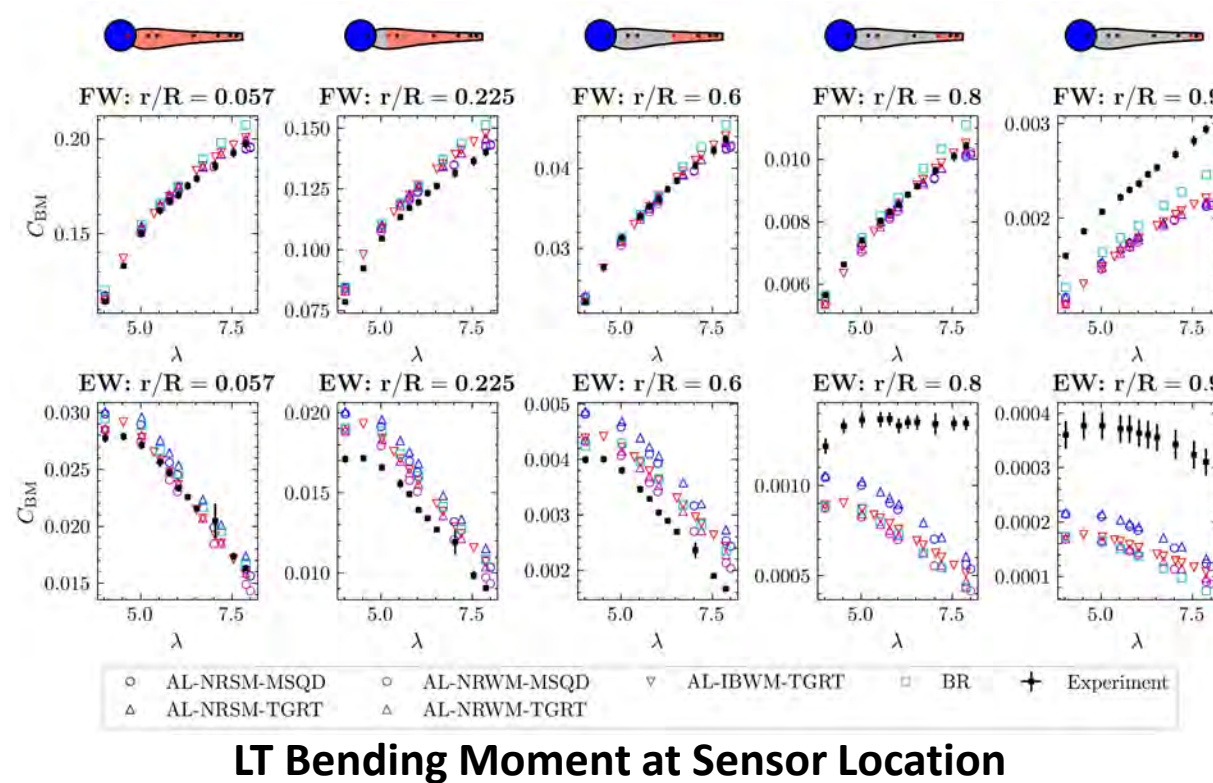 FW: r/R = 0.057 FW: r/R = 0.225 FW: r/R = 0.6 FW: r/R = 0.8 FW: r/R = 0.9
C_BM 0.20 0.15
0.150 0.125 0.100 0.075
0.04 0.03
0.010 0.008 0.006
0.003 0.002
5.0 7.5 5.0 7.5 5.0 7.5 5.0 7.5 5.0 7.5
λ λ λ λ λ
EW: r/R = 0.057 EW: r/R = 0.225 EW: r/R = 0.6 EW: r/R = 0.8 EW: r/R = 0.9
C_BM 0.030 0.025 0.020 0.015
0.020 0.015 0.010
0.005 0.004 0.003 0.002
0.0010 0.0005
0.0004 0.0003 0.0002 0.0001
5.0 7.5 5.0 7.5 5.0 7.5 5.0 7.5 5.0 7.5
λ λ λ λ λ
AL-NRSM-MSQD AL-NRWM-MSQD AL-IBWM-TGRT BR Experiment
AL-NRSM-TGRT AL-NRWM-TGRT
LT Bending Moment at Sensor Location